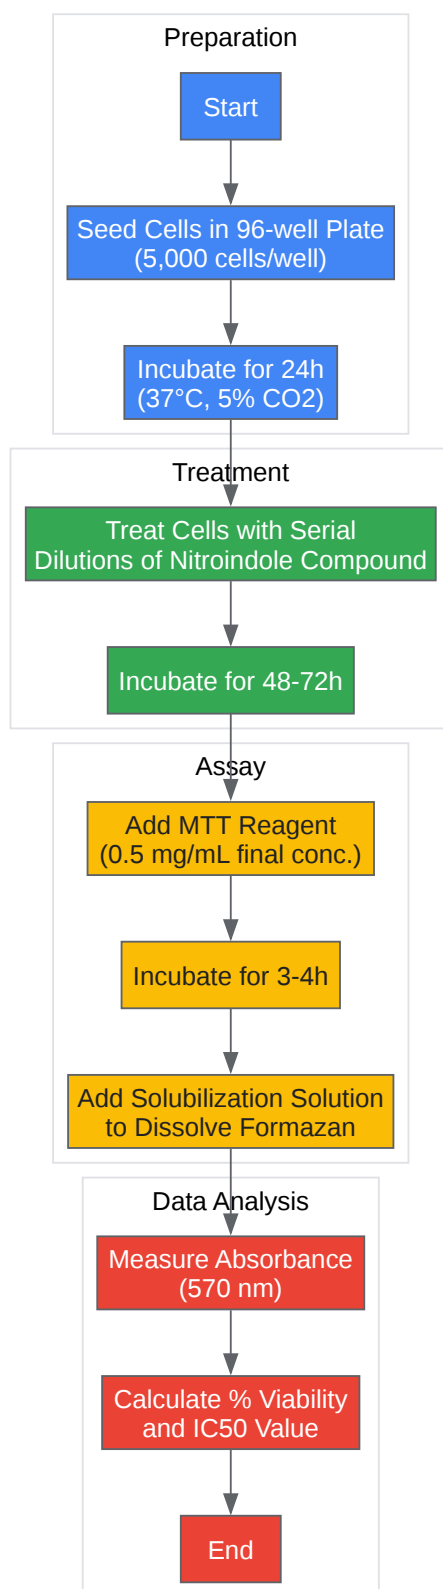 Preparation
Start
Seed Cells in 96-well Plate
(5,000 cells/well)
Incubate for 24h
(37°C, 5% CO2)
Treatment
Treat Cells with Serial
Dilutions of Nitroindole Compound
Incubate for 48-72h
Assay
Add MTT Reagent
(0.5 mg/mL final conc.)
Incubate for 3-4h
Add Solubilization Solution
to Dissolve Formazan
Data Analysis
Measure Absorbance
(570 nm)
Calculate % Viability
and IC50 Value
End